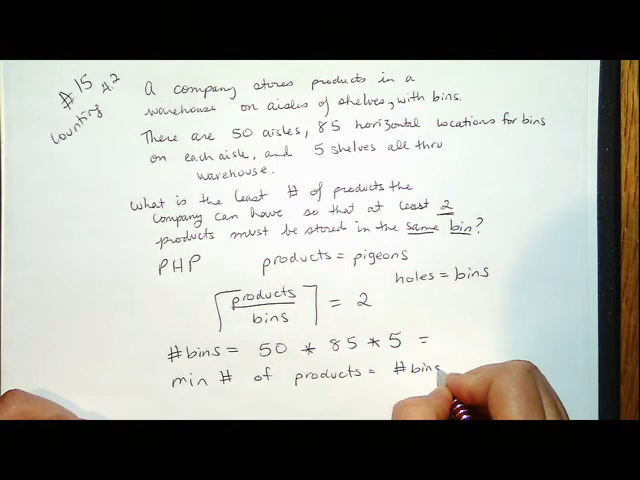 #15 4.2
counting
A company stores products in a
warehouse on aisles of shelves, with bins.
There are 50 aisles, 85 horizontal locations for bins
on each aisle, and 5 shelves all thru
warehouse.
What is the least # of products the
company can have so that at least 2
products must be stored in the same bin?
PHP products = pigeons
holes = bins
⌈products/bins⌉ = 2
#bins = 50 * 85 * 5 =
min # of products = #bins